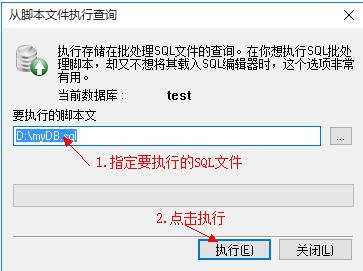 从脚本文件执行查询
执行存储在批处理SQL文件的查询。在你想执行SQL批处
理脚本，却又不想将其载入SQL编辑器时，这个选项非常
有用。
当前数据库： test
要执行的脚本文
D:\myDB.sql
...
1.指定要执行的SQL文件
2.点击执行
执行(E)
关闭(L)